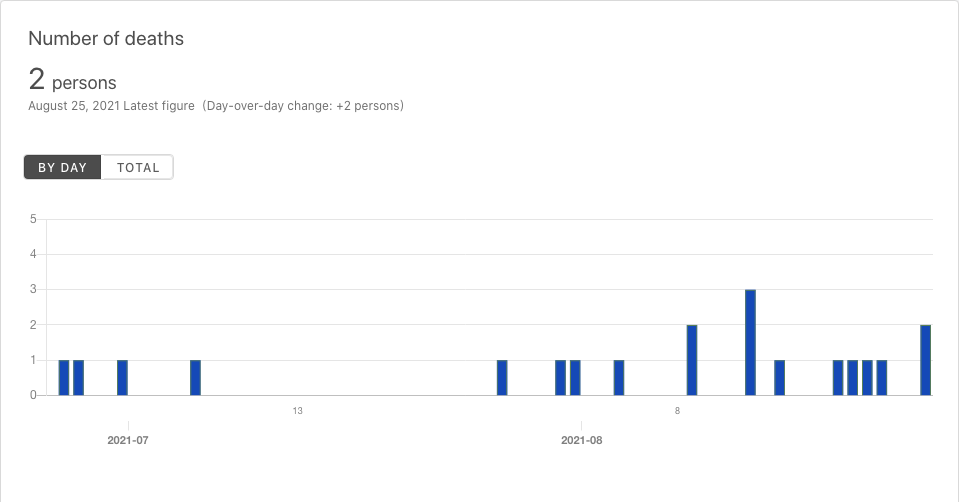 Number of deaths
2 persons
August 25, 2021 Latest figure (Day-over-day change: +2 persons)
BY DAY TOTAL
5
4
3
2
1
0
13 8
2021-07 2021-08